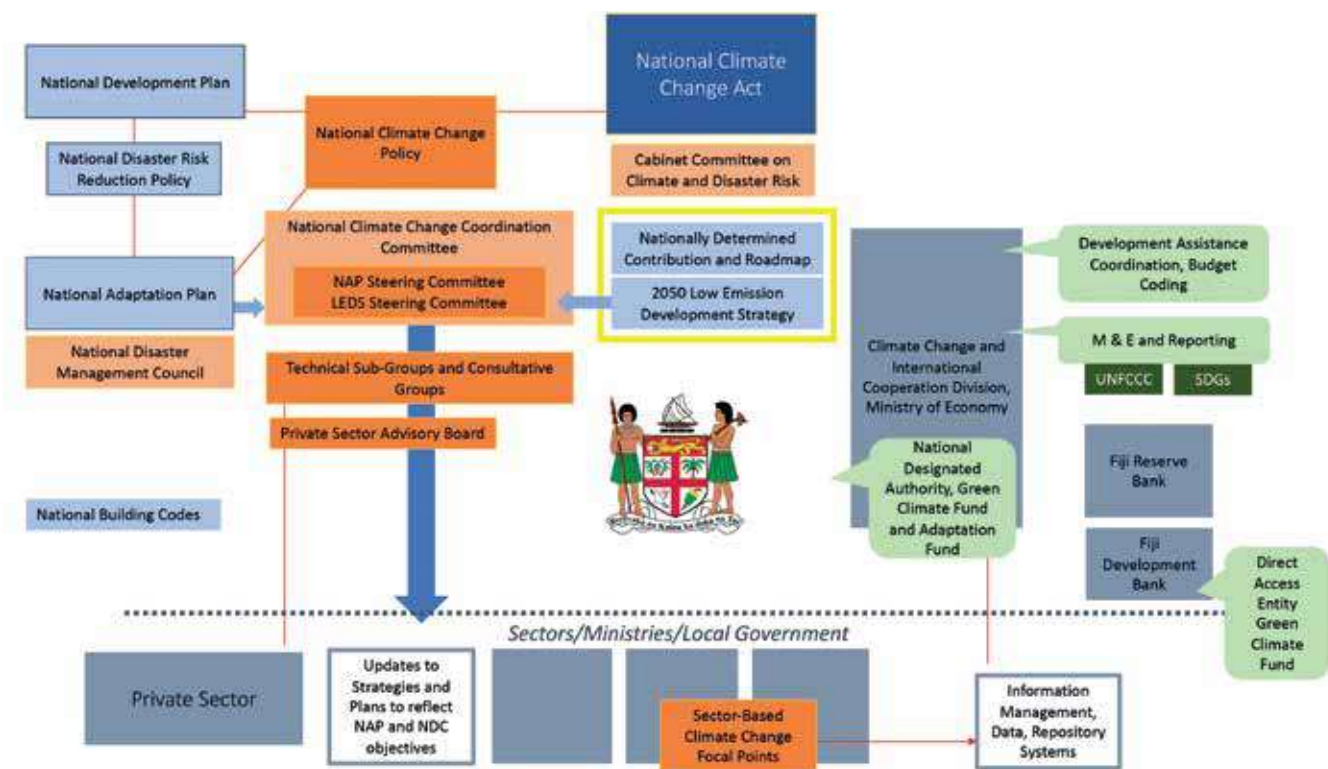 National Development Plan
National Climate
Change Act
National Climate Change
Policy
National Disaster Risk
Reduction Policy
Cabinet Committee on
Climate and Disaster Risk
National Climate Change Coordination
Committee
NAP Steering Committee
LEDS Steering Committee
Nationally Determined
Contribution and Roadmap
2050 Low Emission
Development Strategy
National Adaptation Plan
National Disaster
Management Council
Technical Sub-Groups and Consultative
Groups
Private Sector Advisory Board
National Building Codes
Climate Change and
International
Cooperation Division,
Ministry of Economy
Development Assistance
Coordination, Budget
Coding
M & E and Reporting
UNFCCC
SDGs
National
Designated
Authority, Green
Climate Fund
and Adaptation
Fund
Fiji Reserve
Bank
Fiji
Development
Bank
Direct
Access
Entity
Green
Climate
Fund
Sectors/Ministries/Local Government
Private Sector
Updates to
Strategies and
Plans to reflect
NAP and NDC
objectives
Sector-Based
Climate Change
Focal Points
Information
Management,
Data, Repository
Systems